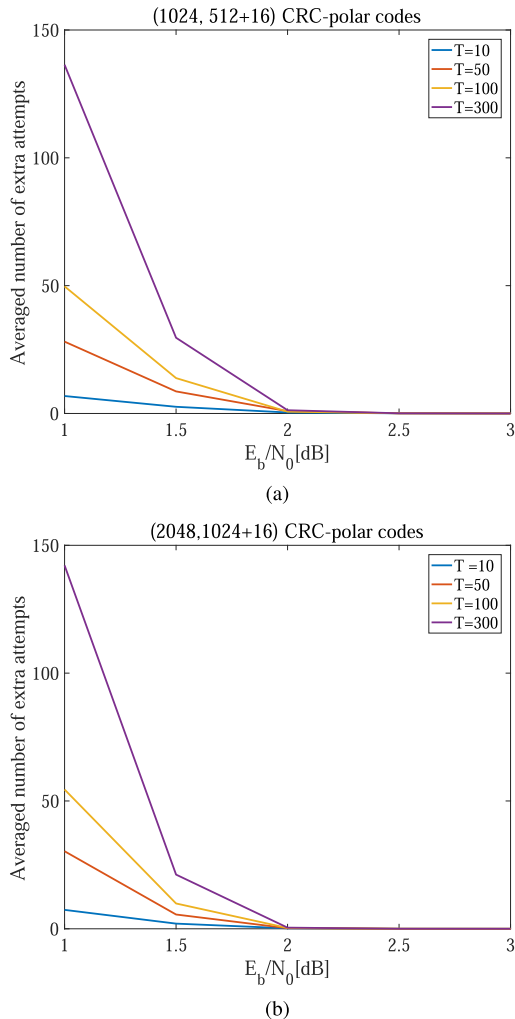 (1024, 512+16) CRC-polar codes
150
100
50
0
Averaged number of extra attempts
T=10
T=50
T=100
T=300
1 1.5 2 2.5 3
E_b/N_0[dB]
(a)
(2048,1024+16) CRC-polar codes
150
100
50
0
Averaged number of extra attempts
T =10
T=50
T=100
T=300
1 1.5 2 2.5 3
E_b/N_0[dB]
(b)